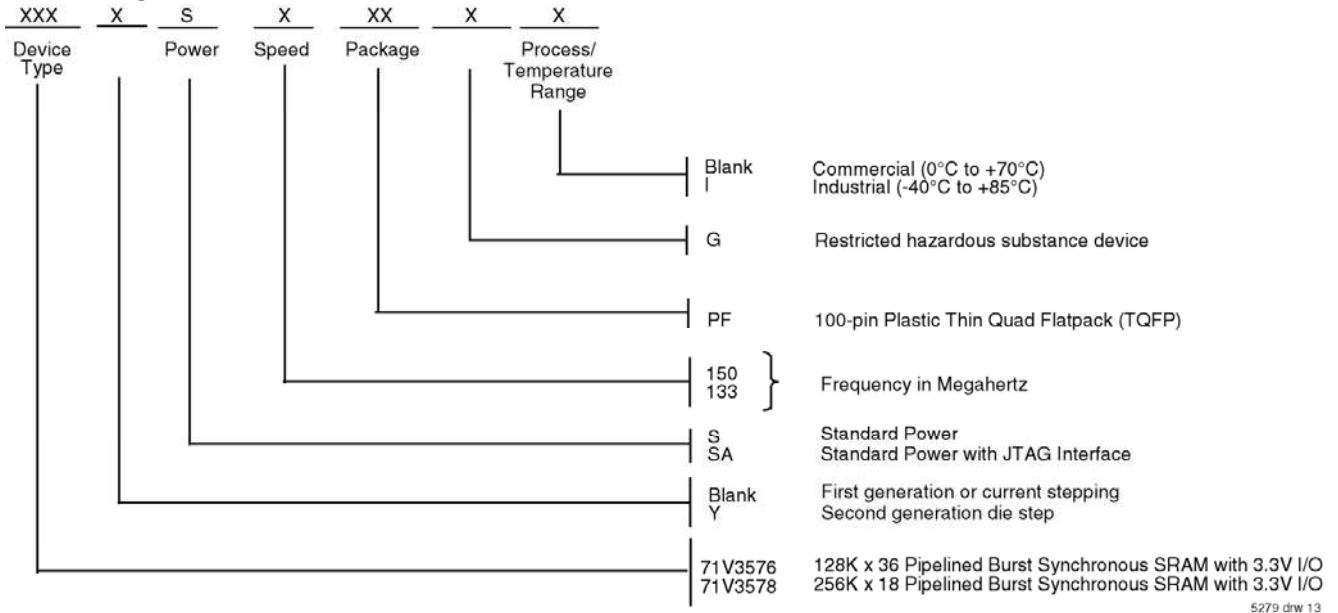 XXX X S X XX X X
Device Type Power Speed Package Process/ Temperature Range
Blank Commercial (0°C to +70°C)
I Industrial (-40°C to +85°C)
G Restricted hazardous substance device
PF 100-pin Plastic Thin Quad Flatpack (TQFP)
150
133 } Frequency in Megahertz
S Standard Power
SA Standard Power with JTAG Interface
Blank First generation or current stepping
Y Second generation die step
71V3576 128K x 36 Pipelined Burst Synchronous SRAM with 3.3V I/O
71V3578 256K x 18 Pipelined Burst Synchronous SRAM with 3.3V I/O
5279 drw 13